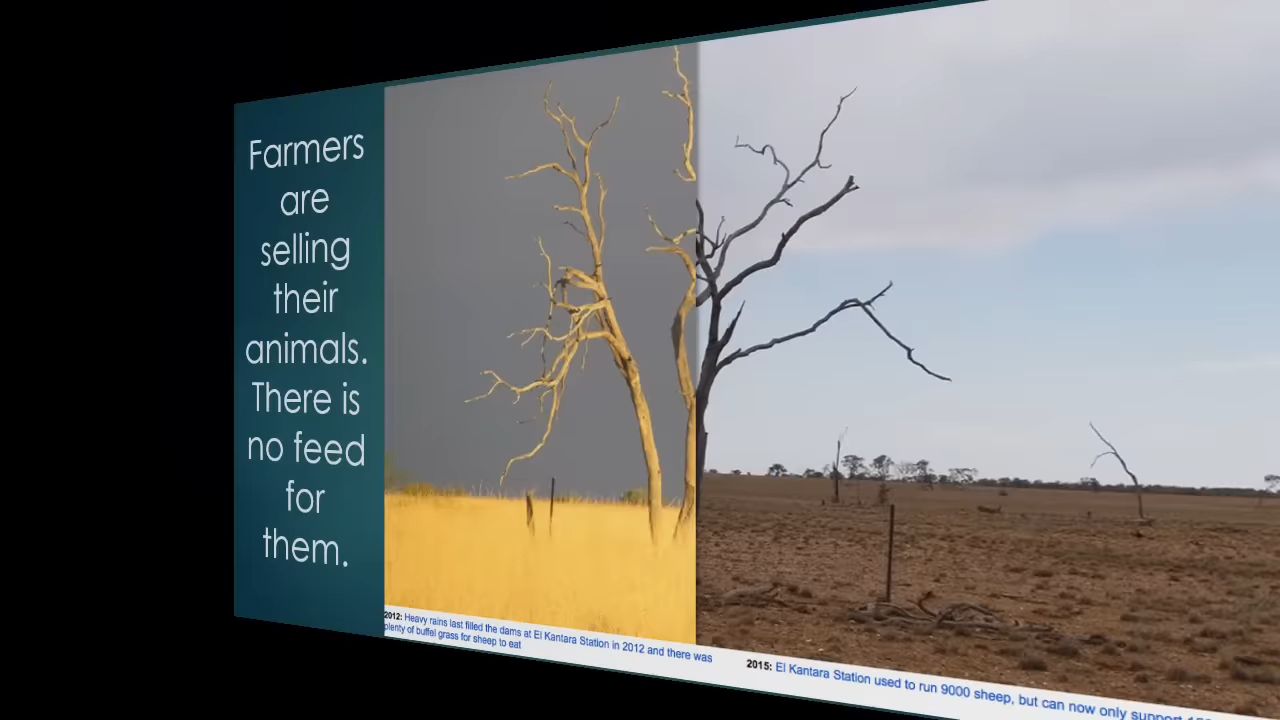 Farmers
are
selling
their
animals.
There is
no feed
for
them.
2012: Heavy rains last filled the dams at El Kantara Station in 2012 and there was
plenty of buffel grass for sheep to eat
2015: El Kantara Station used to run 9000 sheep, but can now only support